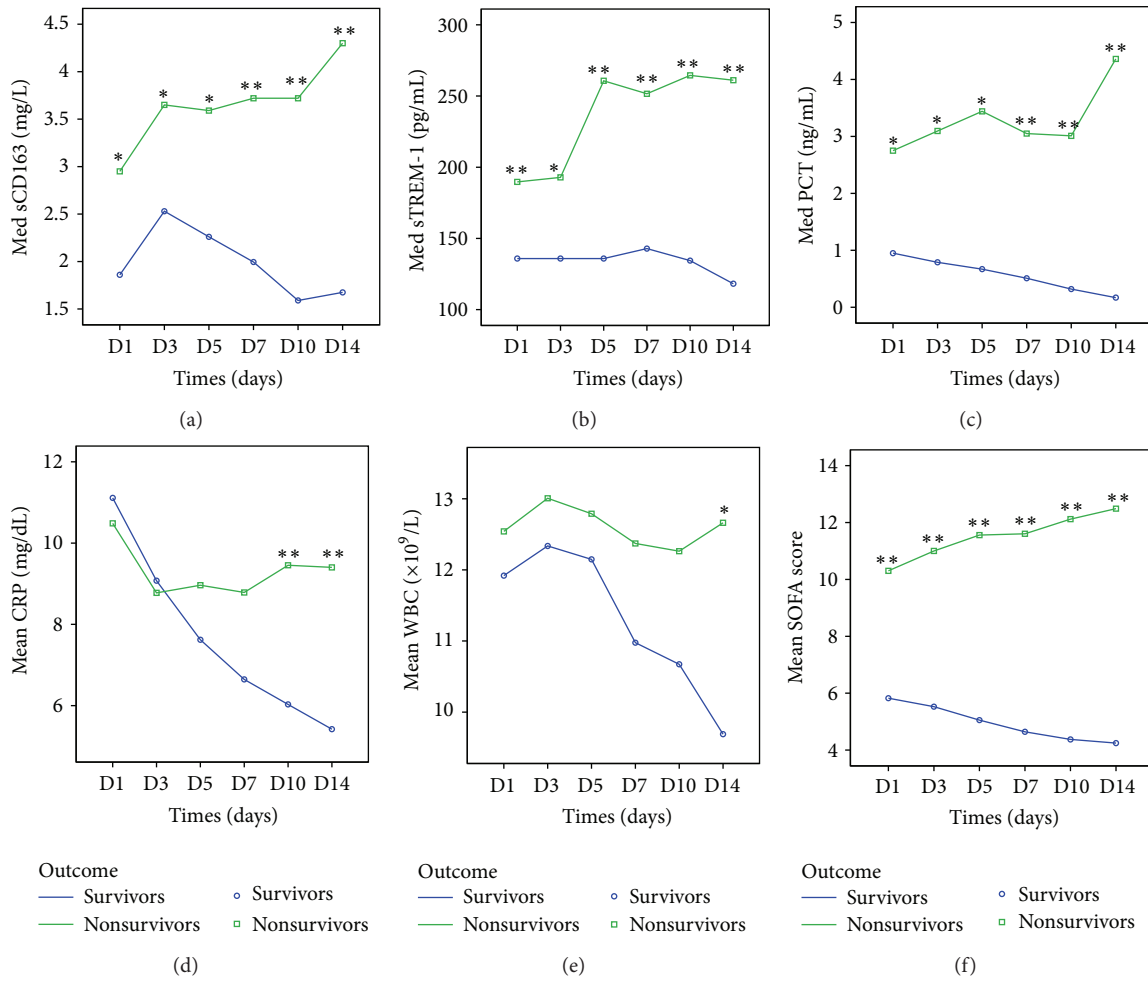 Med sCD163 (mg/L)
4.5
4
3.5
3
2.5
2
1.5
* * * ** ** **
D1 D3 D5 D7 D10 D14
Times (days)
(a)
Med sTREM-1 (pg/mL)
300
250
200
150
100
** * ** ** ** **
D1 D3 D5 D7 D10 D14
Times (days)
(b)
Med PCT (ng/mL)
5
4
3
2
1
0
* * * ** ** **
D1 D3 D5 D7 D10 D14
Times (days)
(c)
Mean CRP (mg/dL)
12
10
8
6
** **
D1 D3 D5 D7 D10 D14
Times (days)
Outcome
Survivors Survivors
Nonsurvivors Nonsurvivors
(d)
Mean WBC (×10⁹/L)
13
12
11
10
*
D1 D3 D5 D7 D10 D14
Times (days)
Outcome
Survivors Survivors
Nonsurvivors Nonsurvivors
(e)
Mean SOFA score
14
12
10
8
6
4
** ** ** ** ** **
D1 D3 D5 D7 D10 D14
Times (days)
Outcome
Survivors Survivors
Nonsurvivors Nonsurvivors
(f)